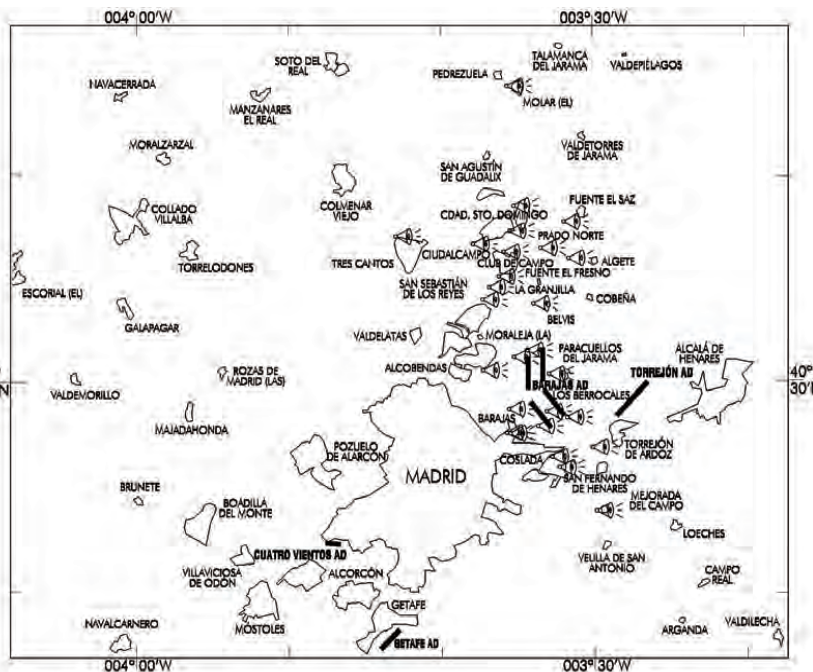 004° 00'W
003° 30'W
SOTO DEL
REAL
TALAMANCA
DEL JARAMA
VALDEPIÉLAGOS
PEDREZUELA
NAVACERRADA
MOLAR (EL)
MANZANARES
EL REAL
MORALZARZAL
VALDETORRES
DE JARAMA
SAN AGUSTÍN
DE GUADALIX
FUENTE EL SAZ
COLLADO
VILLALBA
COLMENAR
VIEJO
CDAD. STO. DOMINGO
PRADO NORTE
CIUDALCAMPO
TORRELODONES
TRES CANTOS
CLUB DE CAMPO
ALGETE
FUENTE EL FRESNO
ESCORIAL (EL)
SAN SEBASTIÁN
DE LOS REYES
LA GRANJILLA
COBEÑA
BELVIS
GALAPAGAR
VALDELATAS
MORALEJA (LA)
PARACUELLOS
DEL JARAMA
ALCALÁ DE
HENARES
ALCOBENDAS
ROZAS DE
MADRID (LAS)
TORREJÓN AD
40°
30'
VALDEMORILLO
BARAJAS AD
LOS BERROCALES
MAJADAHONDA
BARAJAS
POZUELO
DE ALARCÓN
TORREJÓN
DE ARDOZ
COSLADA
MADRID
SAN FERNANDO
DE HENARES
BRUNETE
BOADILLA
DEL MONTE
MEJORADA
DEL CAMPO
LOECHES
CUATRO VIENTOS AD
VEULLA DE SAN
ANTONIO
VILLAVICIOSA
DE ODÓN
ALCORCÓN
CAMPO
REAL
GETAFE
MÓSTOLES
NAVALCARNERO
ARGANDA
VALDILECHA
GETAFE AD
004° 00'W
003° 30'W